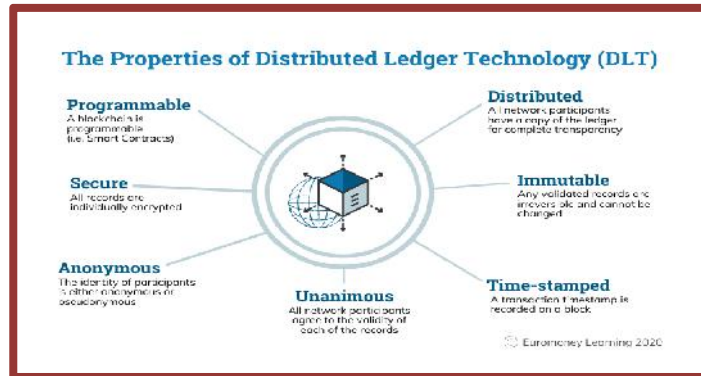 The Properties of Distributed Ledger Technology (DLT)
Programmable
A blockchain is
programmable
(i.e. Smart Contracts)
Secure
All records are
individually encrypted
Anonymous
The identity of participants
is either anonymous or
pseudonymous
Unanimous
All network participants
agree to the validity of
each of the records
Distributed
All network participants
have a copy of the ledger
for complete transparency
Immutable
Any validated records are
irreversible and cannot be
changed
Time-stamped
A transaction timestamp is
recorded on a block
Euromoney Learning 2020